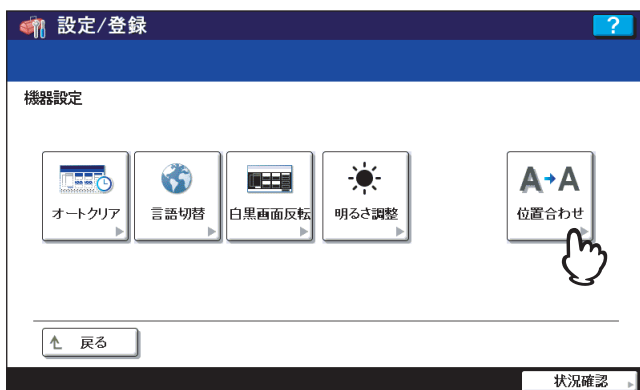 設定/登録
?
機器設定
オートクリア
言語切替
白黒画面反転
明るさ調整
A→A
位置合わせ
戻る
状況確認